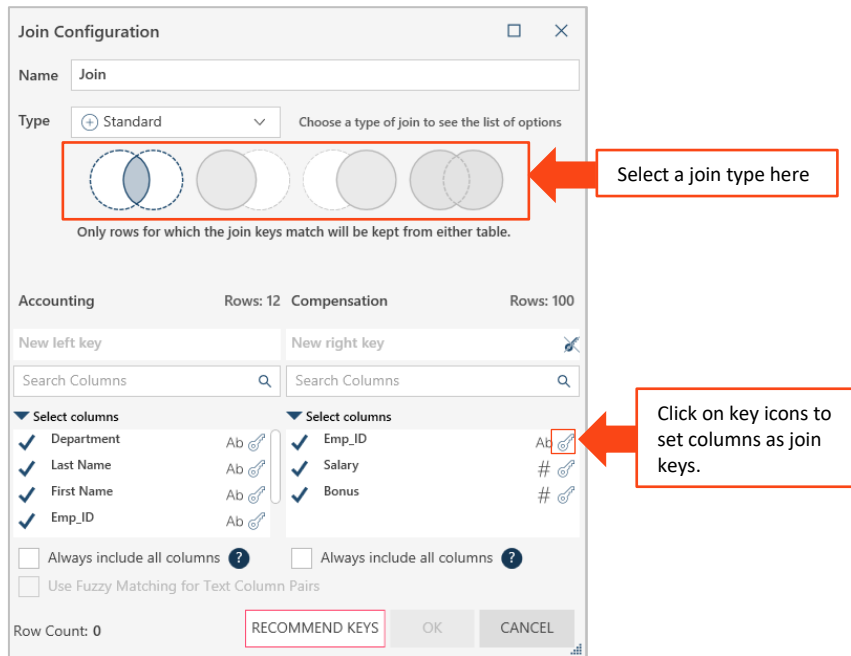 Join Configuration
Name Join
Type Standard Choose a type of join to see the list of options
Select a join type here
Only rows for which the join keys match will be kept from either table.
Accounting Rows: 12 Compensation Rows: 100
New left key New right key
Search Columns Search Columns
Select columns Select columns
Department Ab Emp_ID Ab
Last Name Ab Salary #
First Name Ab Bonus #
Emp_ID Ab
Click on key icons to
set columns as join
keys.
Always include all columns ? Always include all columns ?
Use Fuzzy Matching for Text Column Pairs
Row Count: 0 RECOMMEND KEYS OK CANCEL